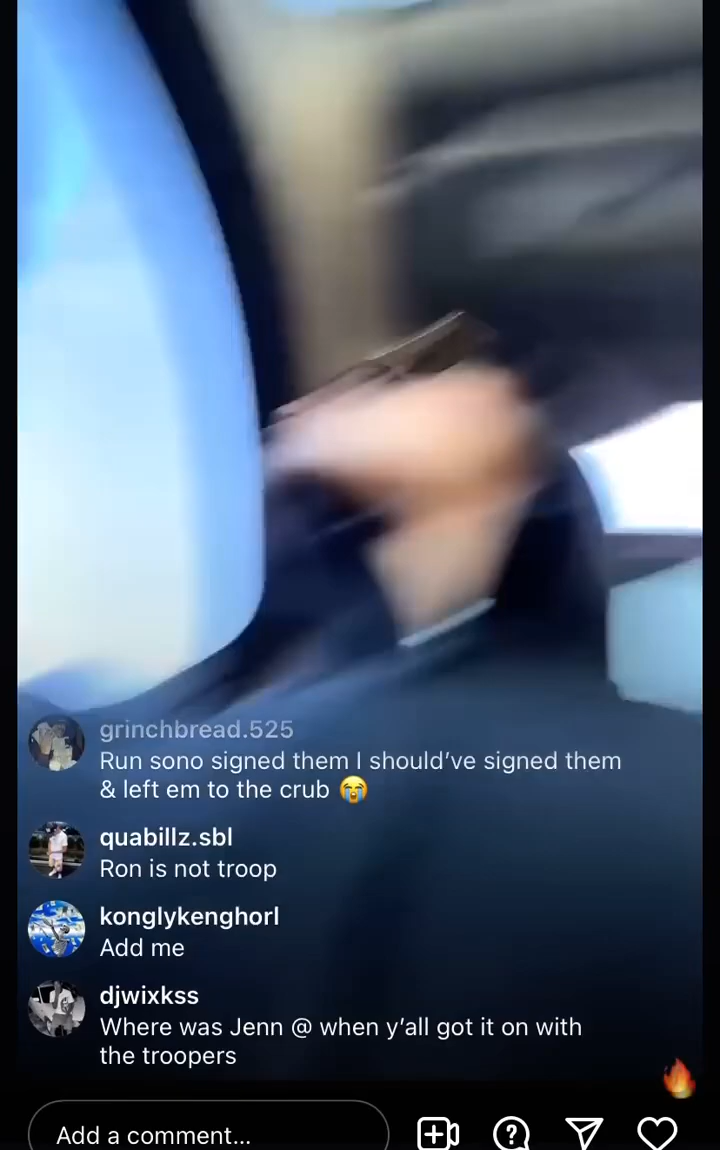 grinchbread.525
Run sono signed them I should’ve signed them
& left em to the crub 😭
quabillz.sbl
Ron is not troop
konglykenghorl
Add me
djwixkss
Where was Jenn @ when y’all got it on with
the troopers
Add a comment...